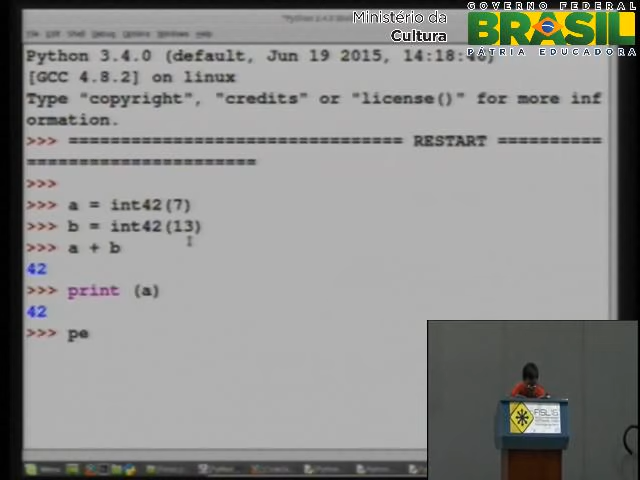 Ministério da
Cultura
GOVERNO FEDERAL
BRASIL
PÁTRIA EDUCADORA
Python 3.4.0 (default, Jun 19 2015, 14:18:46)
[GCC 4.8.2] on linux
Type "copyright", "credits" or "license()" for more inf
ormation.
>>> ================================ RESTART ==========
======================
>>>
>>> a = int42(7)
>>> b = int42(13)
>>> a + b
42
>>> print (a)
42
>>> pe
FISL16